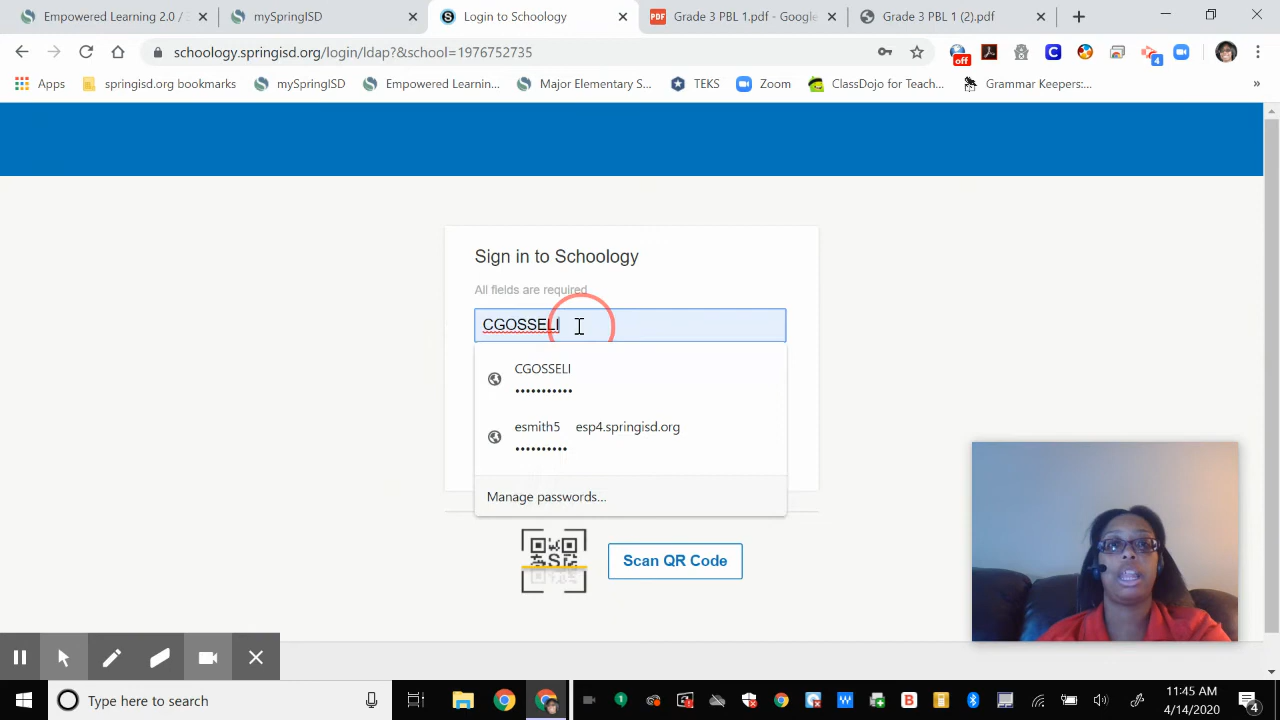 Empowered Learning 2.0 /
mySpringISD
Login to Schoology
Grade 3 PBL 1.pdf - Google
Grade 3 PBL 1 (2).pdf
schoology.springisd.org/login/ldap?&school=1976752735
off
4
Apps
springisd.org bookmarks
mySpringISD
Empowered Learnin...
Major Elementary S...
TEKS
Zoom
ClassDojo for Teach...
Grammar Keepers:...
»
Sign in to Schoology
All fields are required
CGOSSELI
CGOSSELI
•••••••••••
esmith5 esp4.springisd.org
••••••••••
Manage passwords...
Scan QR Code
Type here to search
11:45 AM
4/14/2020
4